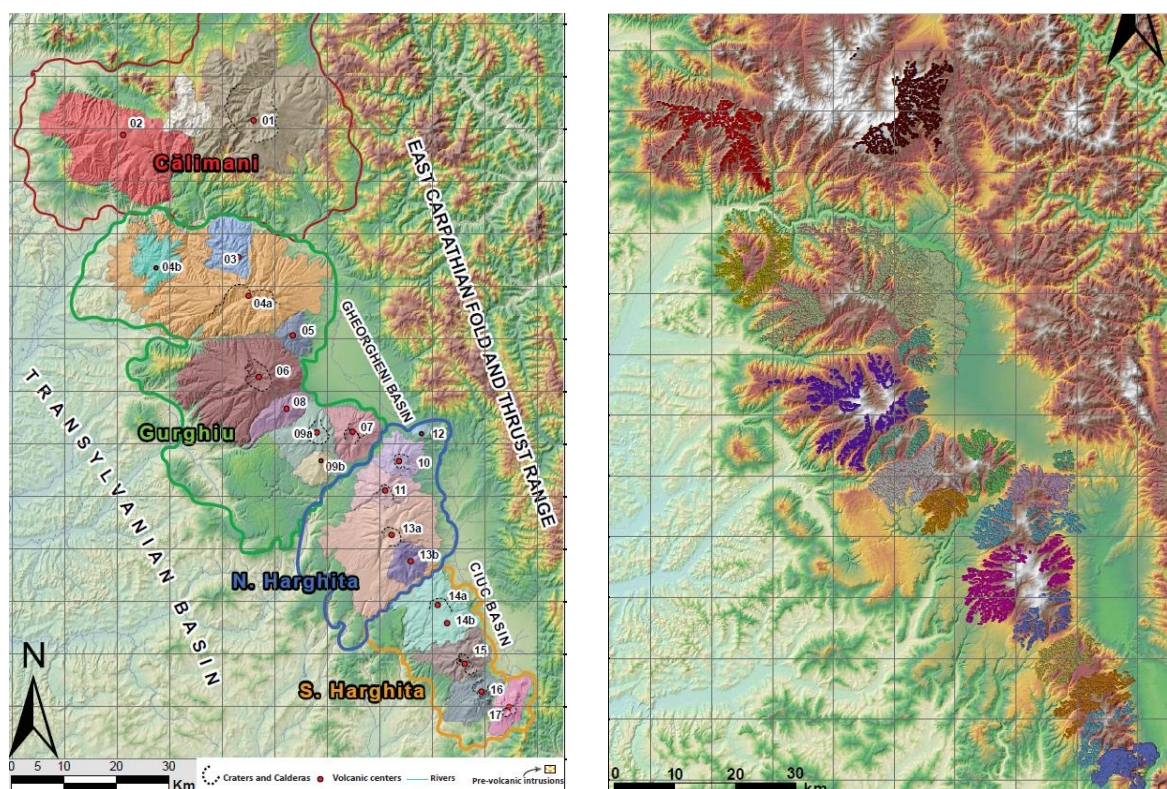 01
02
Călimani
03
04b
04a
05
06
08
07
09a
09b
12
10
11
13a
13b
14a
14b
15
16
17
Gurghiu
N. Harghita
S. Harghita
EAST CARPATHIAN FOLD AND THRUST RANGE
GHEORGHENI BASIN
CIUC BASIN
TRANSYLVANIAN BASIN
N
0 5 10 20 30
Km
Craters and Calderas
Volcanic centers
Rivers
Pre-volcanic intrusions
0 10 20 30
km